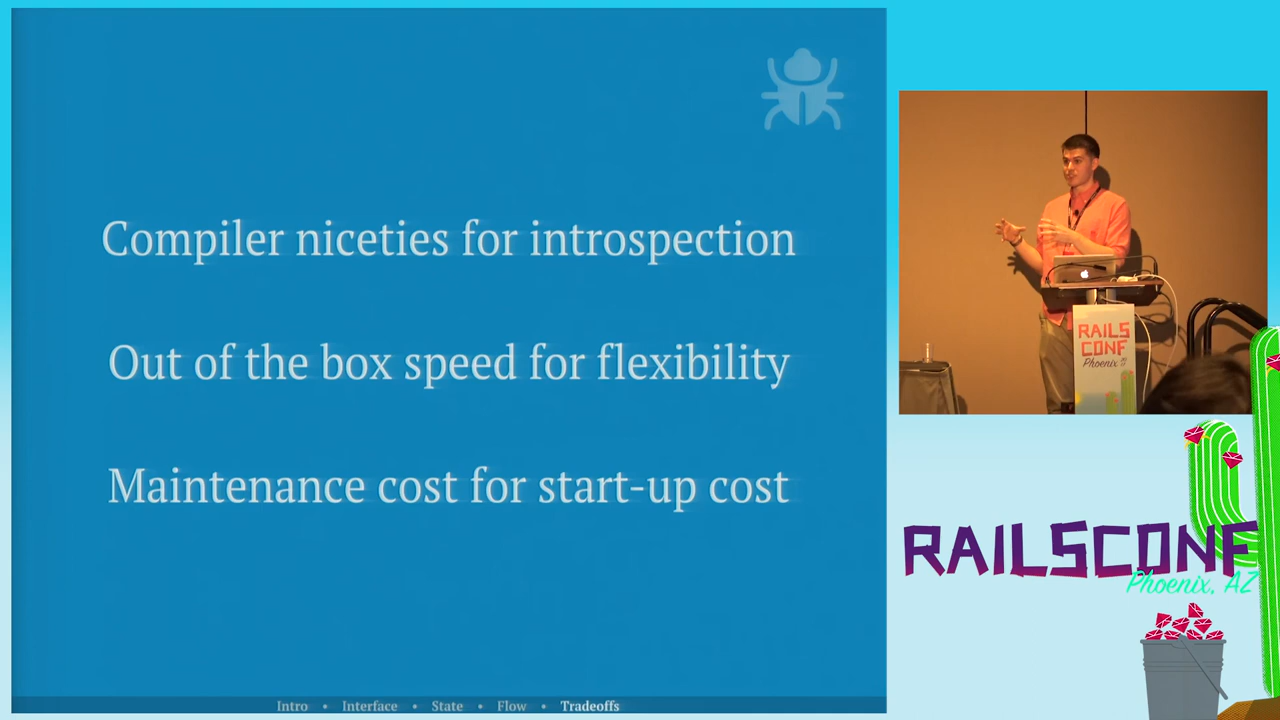 Compiler niceties for introspection
Out of the box speed for flexibility
Maintenance cost for start-up cost
Intro • Interface • State • Flow • Tradeoffs
RAILS
CONF
Phoenix
RAILSCONF
Phoenix, AZ